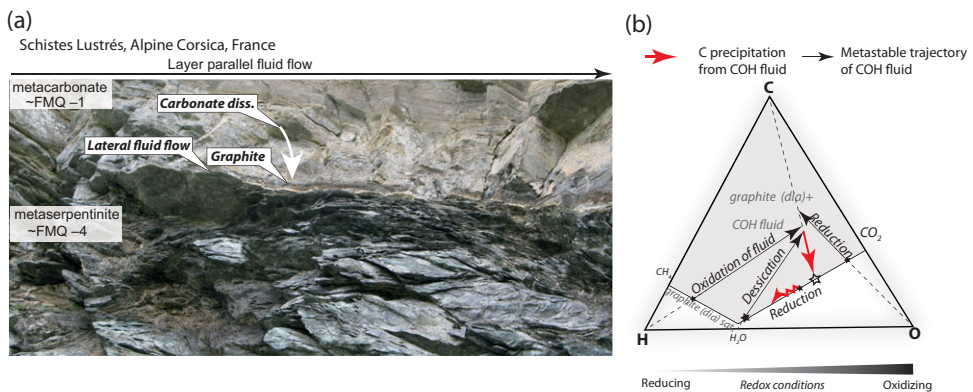 (a)
Schistes Lustrés, Alpine Corsica, France
Layer parallel fluid flow
metacarbonate
~FMQ –1
Carbonate diss.
Lateral fluid flow
Graphite
metaserpentinite
~FMQ –4
(b)
C precipitation
from COH fluid
Metastable trajectory
of COH fluid
C
graphite (dia)+
COH fluid
CO2
Reduction
Oxidation of fluid
Dessication
CH4
graphite (dia) sat.
Reduction
H2O
H
O
Reducing
Redox conditions
Oxidizing